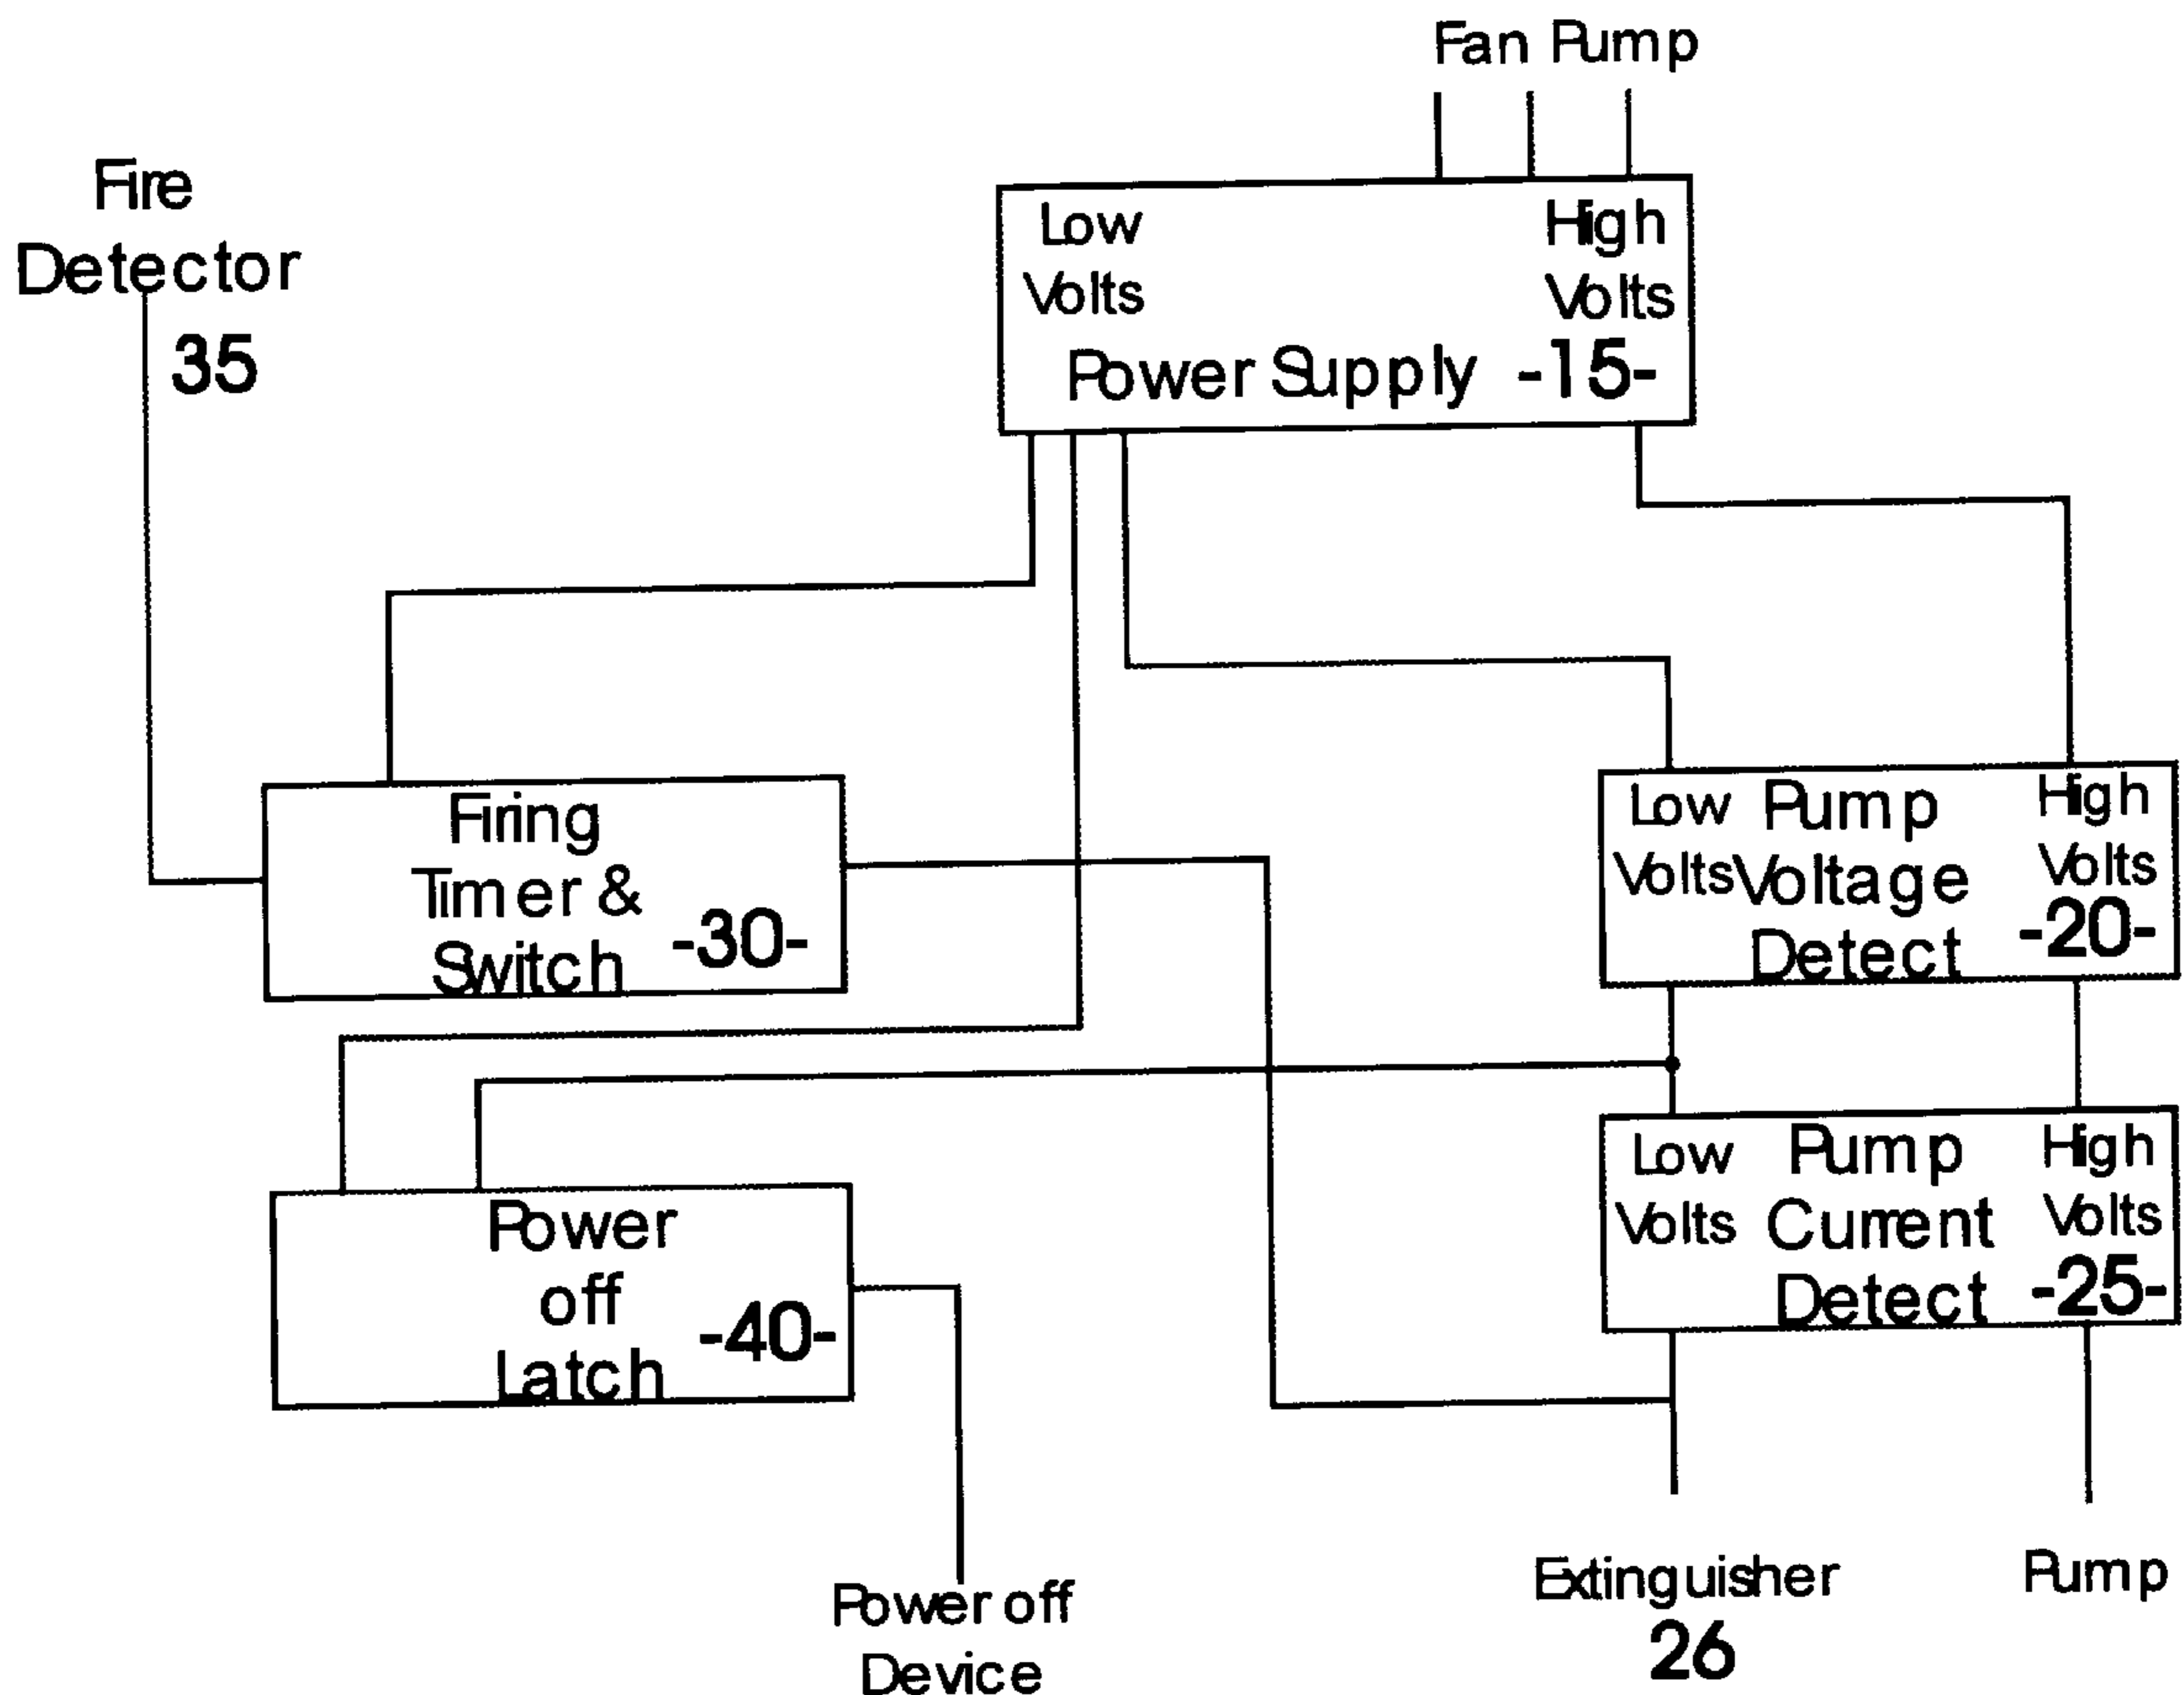 Fan Pump
Fire
Detector
35
Low
Volts
High
Volts
Power Supply -15-
Firing
Timer &
Switch -30-
Low
Volts
Pump
Voltage
Detect
High
Volts
-20-
Power
off
Latch -40-
Low
Volts
Pump
Current
Detect
High
Volts
-25-
Power off
Device
Extinguisher
26
Pump